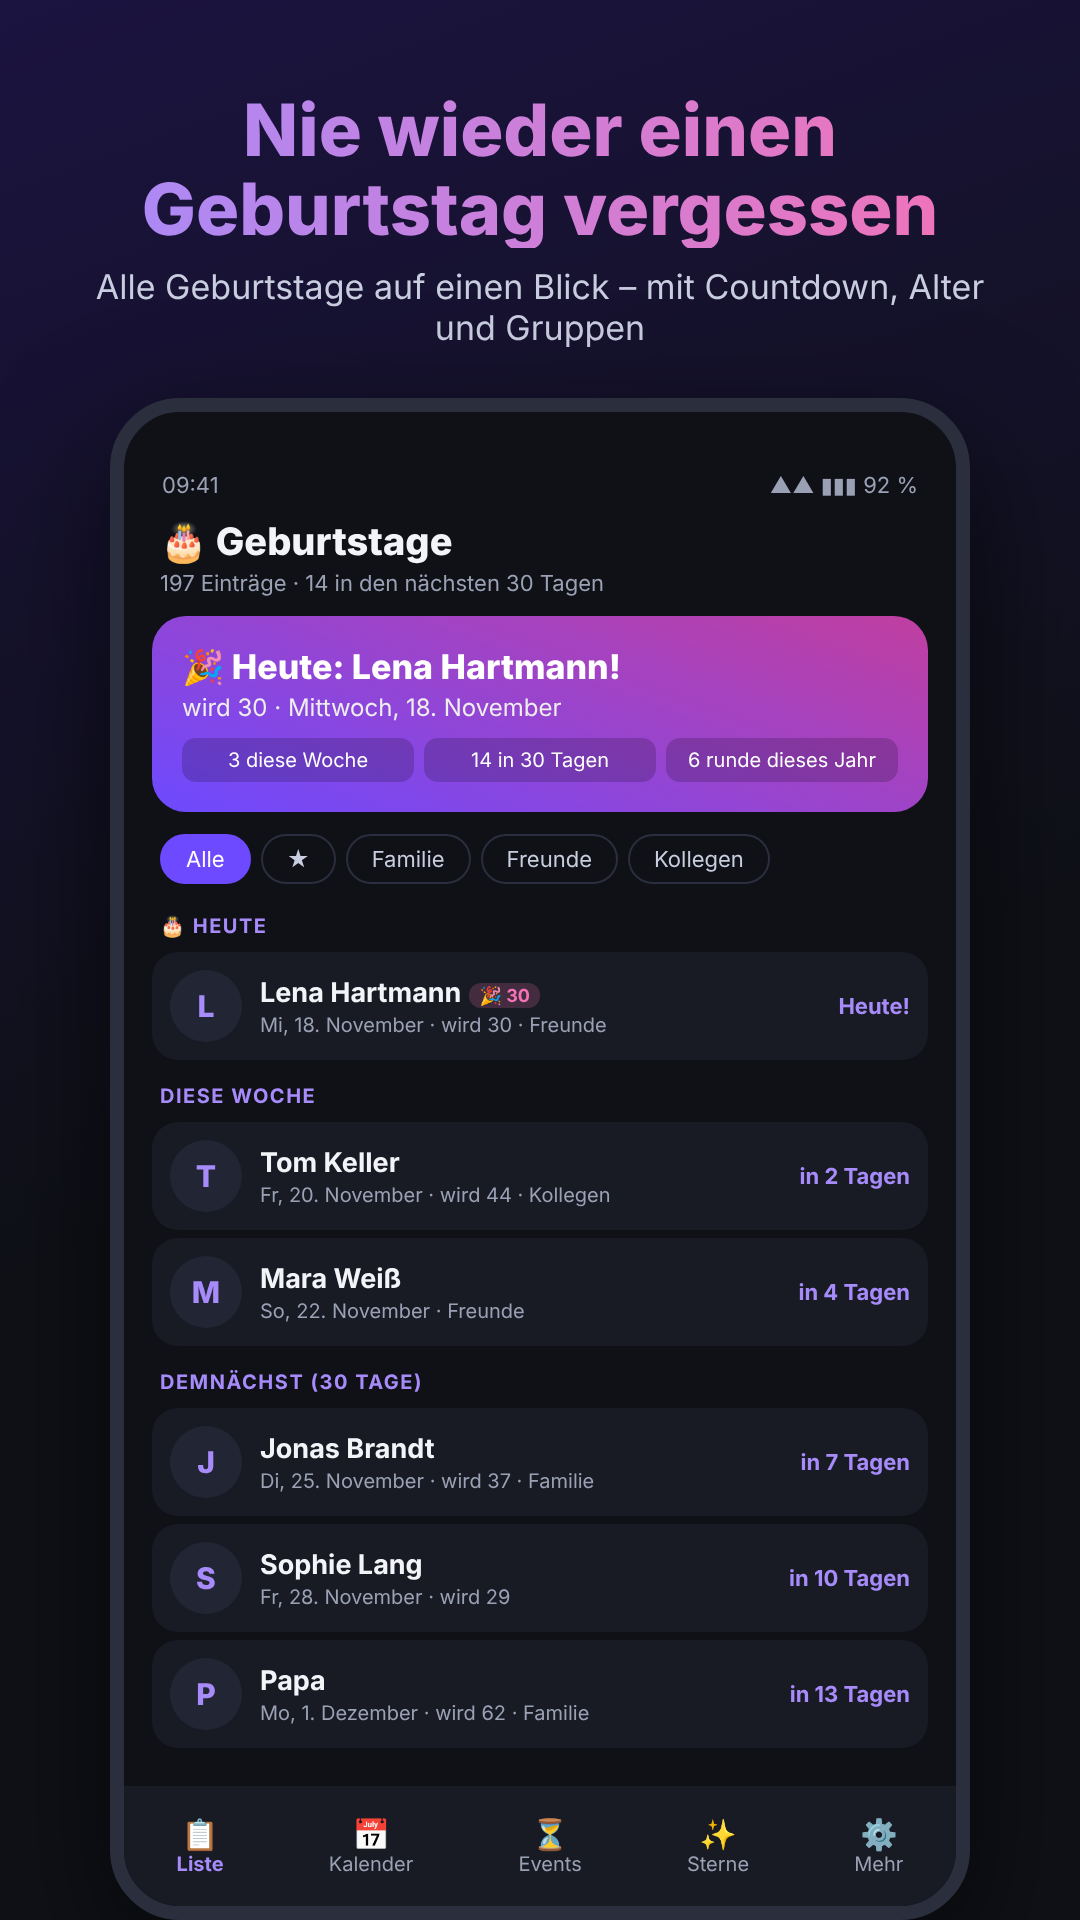 Nie wieder einen
Geburtstag vergessen
Alle Geburtstage auf einen Blick – mit Countdown, Alter
und Gruppen
09:41
▲▲ ▮▮▮ 92 %
🎂 Geburtstage
197 Einträge · 14 in den nächsten 30 Tagen
🎉 Heute: Lena Hartmann!
wird 30 · Mittwoch, 18. November
3 diese Woche
14 in 30 Tagen
6 runde dieses Jahr
Alle
★
Familie
Freunde
Kollegen
🎂 HEUTE
L
Lena Hartmann 🎉 30
Mi, 18. November · wird 30 · Freunde
Heute!
DIESE WOCHE
T
Tom Keller
Fr, 20. November · wird 44 · Kollegen
in 2 Tagen
M
Mara Weiß
So, 22. November · Freunde
in 4 Tagen
DEMNÄCHST (30 TAGE)
J
Jonas Brandt
Di, 25. November · wird 37 · Familie
in 7 Tagen
S
Sophie Lang
Fr, 28. November · wird 29
in 10 Tagen
P
Papa
Mo, 1. Dezember · wird 62 · Familie
in 13 Tagen
📋
Liste
July
17
Kalender
⏳
Events
✨
Sterne
⚙️
Mehr